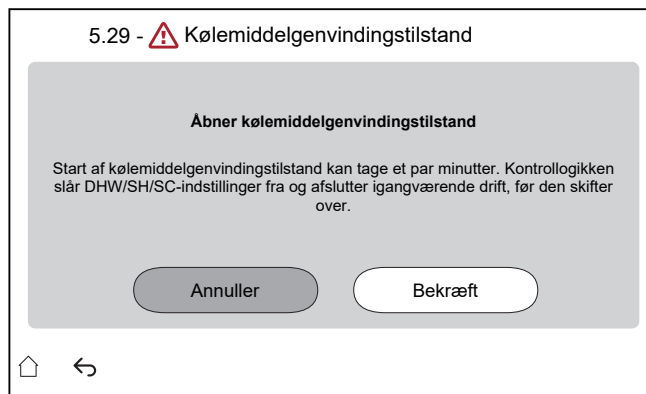 5.29 - Kølemiddelgenvindingstilstand
Åbner kølemiddelgenvindingstilstand
Start af kølemiddelgenvindingstilstand kan tage et par minutter. Kontrollogikken
slår DHW/SH/SC-indstillinger fra og afslutter igangværende drift, før den skifter
over.
Annuller
Bekræft